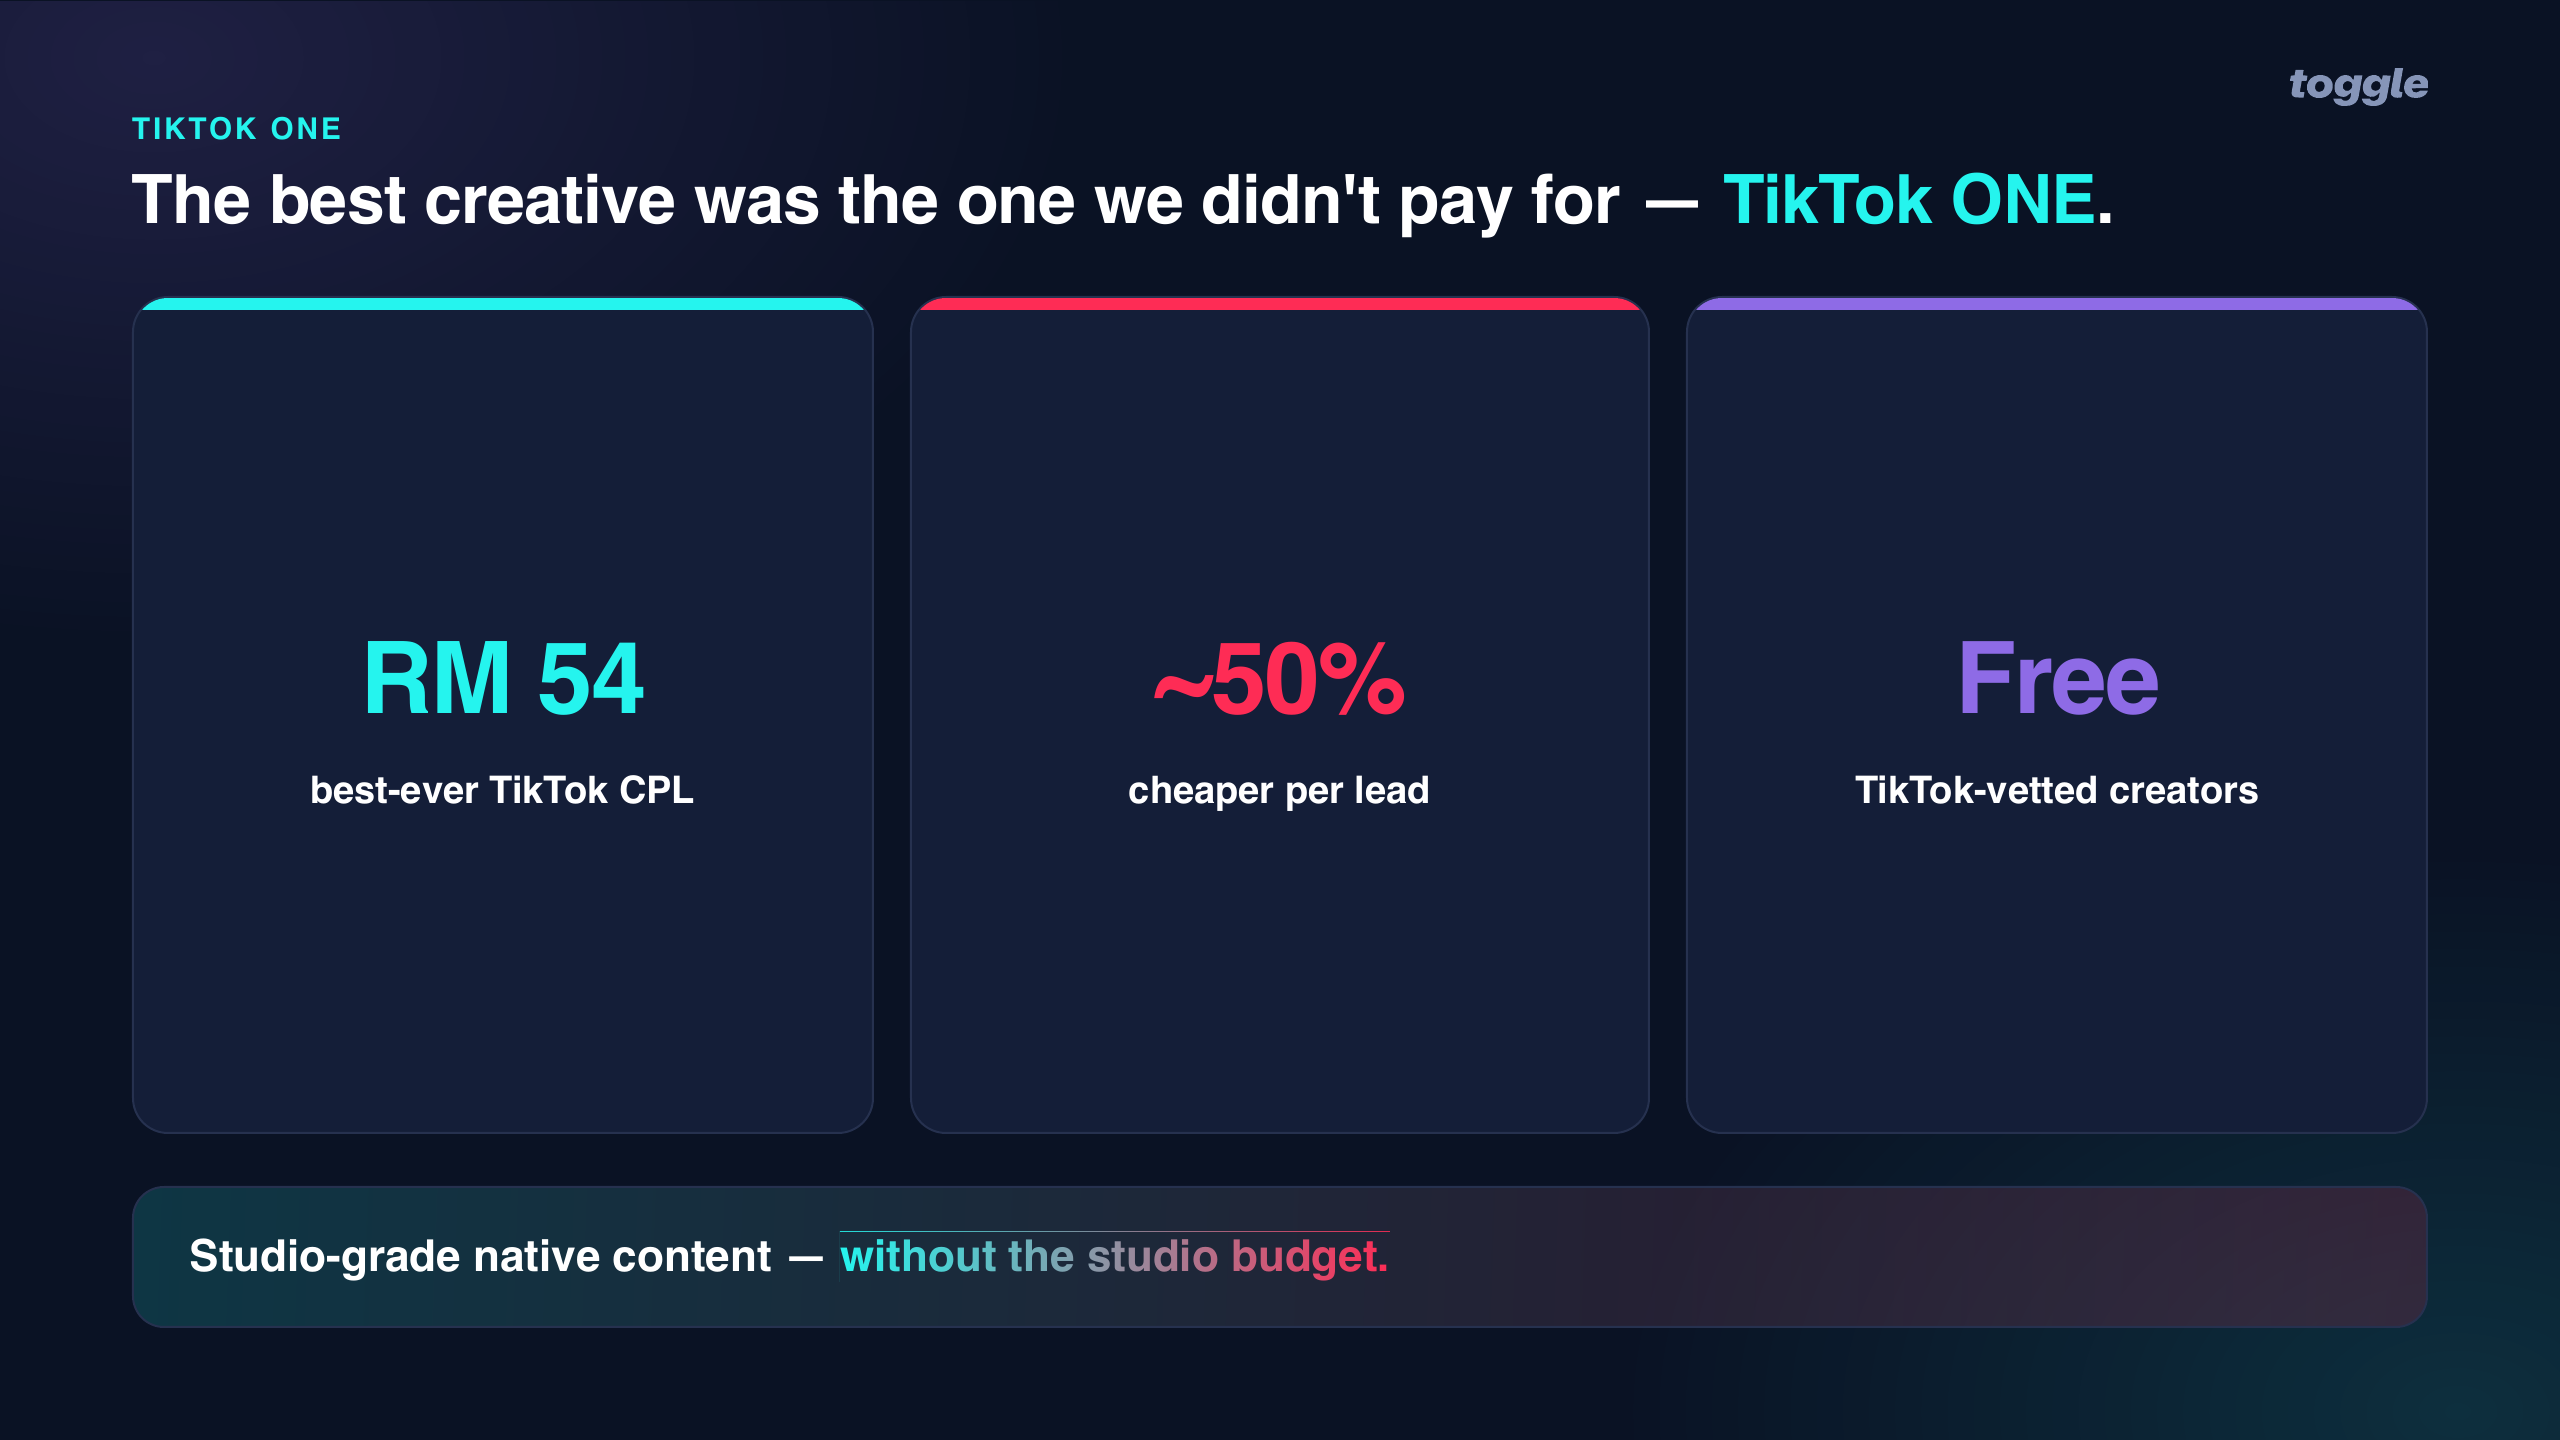 toggle
TIKTOK ONE
The best creative was the one we didn't pay for — TikTok ONE.
RM 54
best-ever TikTok CPL
~50%
cheaper per lead
Free
TikTok-vetted creators
Studio-grade native content — without the studio budget.